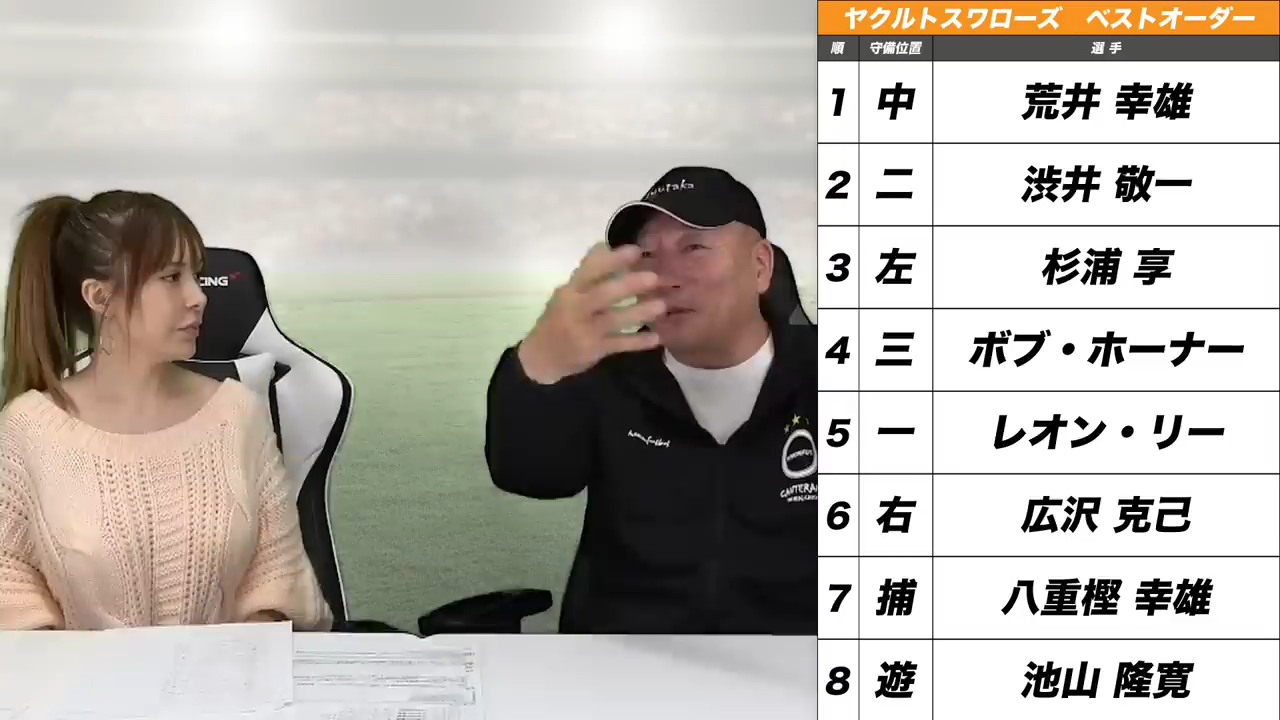 ヤクルトスワローズ ベストオーダー
順 守備位置 選手
1 中 荒井 幸雄
2 二 渋井 敬一
3 左 杉浦 享
4 三 ボブ・ホーナー
5 一 レオン・リー
6 右 広沢 克己
7 捕 八重樫 幸雄
8 遊 池山 隆寛